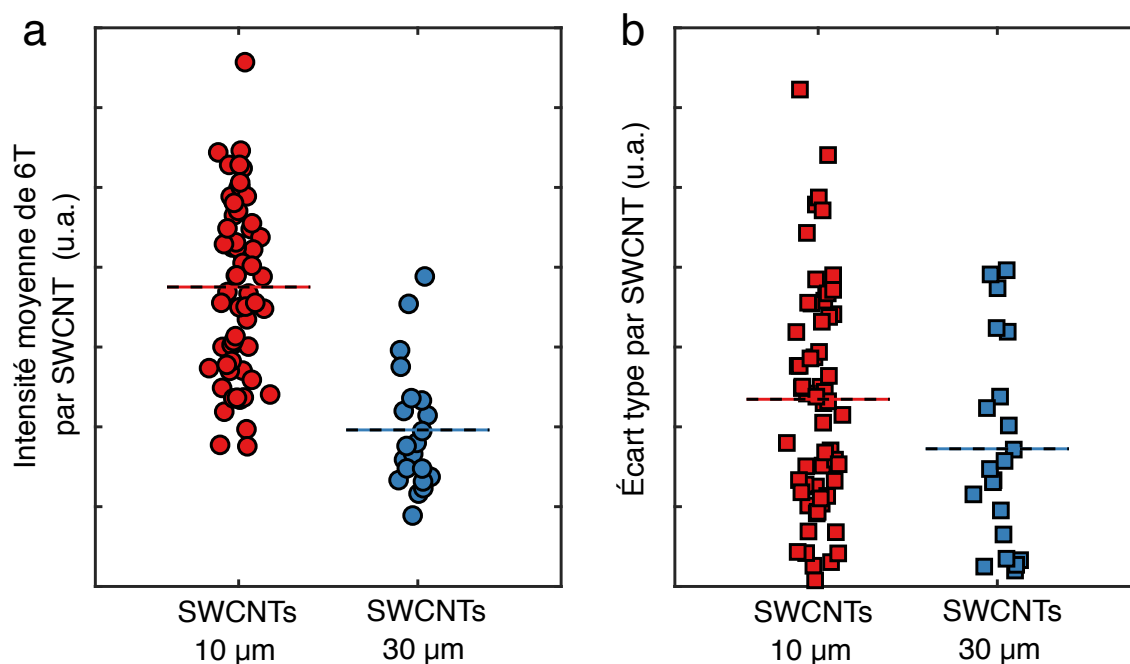 a
Intensité moyenne de 6T
par SWCNT (u.a.)
SWCNTs
10 µm
SWCNTs
30 µm
b
Écart type par SWCNT (u.a.)
SWCNTs
10 µm
SWCNTs
30 µm